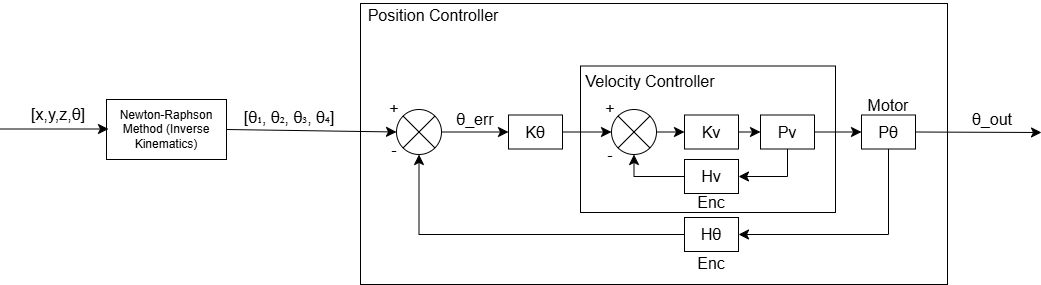 Position Controller
Velocity Controller
[x,y,z,θ]
Newton-Raphson
Method (Inverse
Kinematics)
[θ₁, θ₂, θ₃, θ₄]
+
-
θ_err
Kθ
+
-
Kv
Pv
Motor
Pθ
θ_out
Hv
Enc
Hθ
Enc